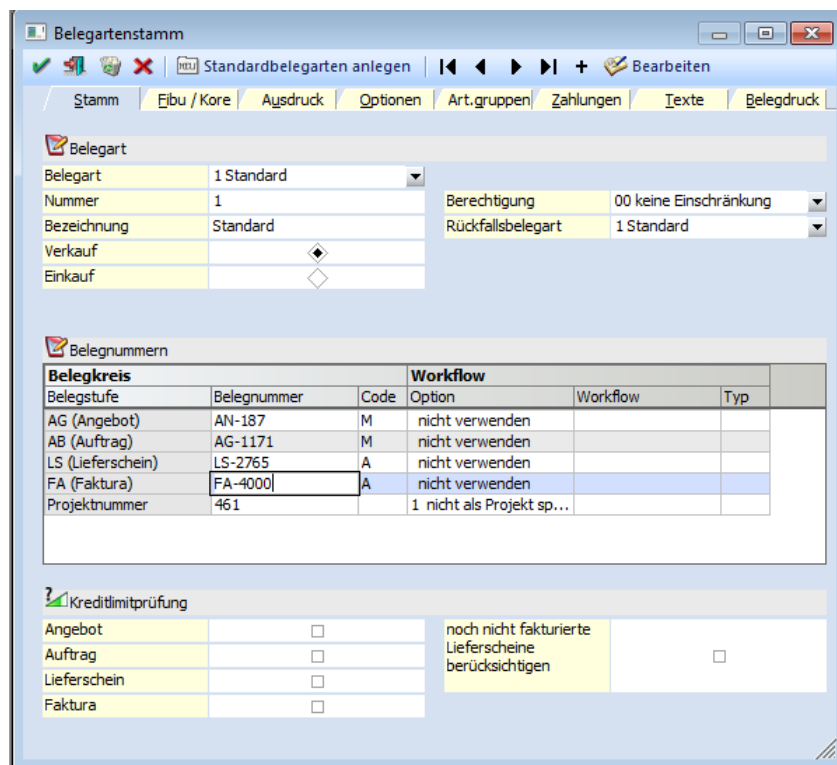 Belegartenstamm
NEU Standardbelegarten anlegen + Bearbeiten
Stamm Fibu / Kore Ausdruck Optionen Art.gruppen Zahlungen Texte Belegdruck
Belegart
Belegart 1 Standard
Nummer 1 Berechtigung 00 keine Einschränkung
Bezeichnung Standard Rückfallsbelegart 1 Standard
Verkauf
Einkauf
Belegnummern
Belegkreis Workflow
Belegstufe Belegnummer Code Option Workflow Typ
AG (Angebot) AN-187 M nicht verwenden
AB (Auftrag) AG-1171 M nicht verwenden
LS (Lieferschein) LS-2765 A nicht verwenden
FA (Faktura) FA-4000 A nicht verwenden
Projektnummer 461 1 nicht als Projekt sp...
? Kreditlimitprüfung
Angebot noch nicht fakturierte
Auftrag Lieferscheine
Lieferschein berücksichtigen
Faktura